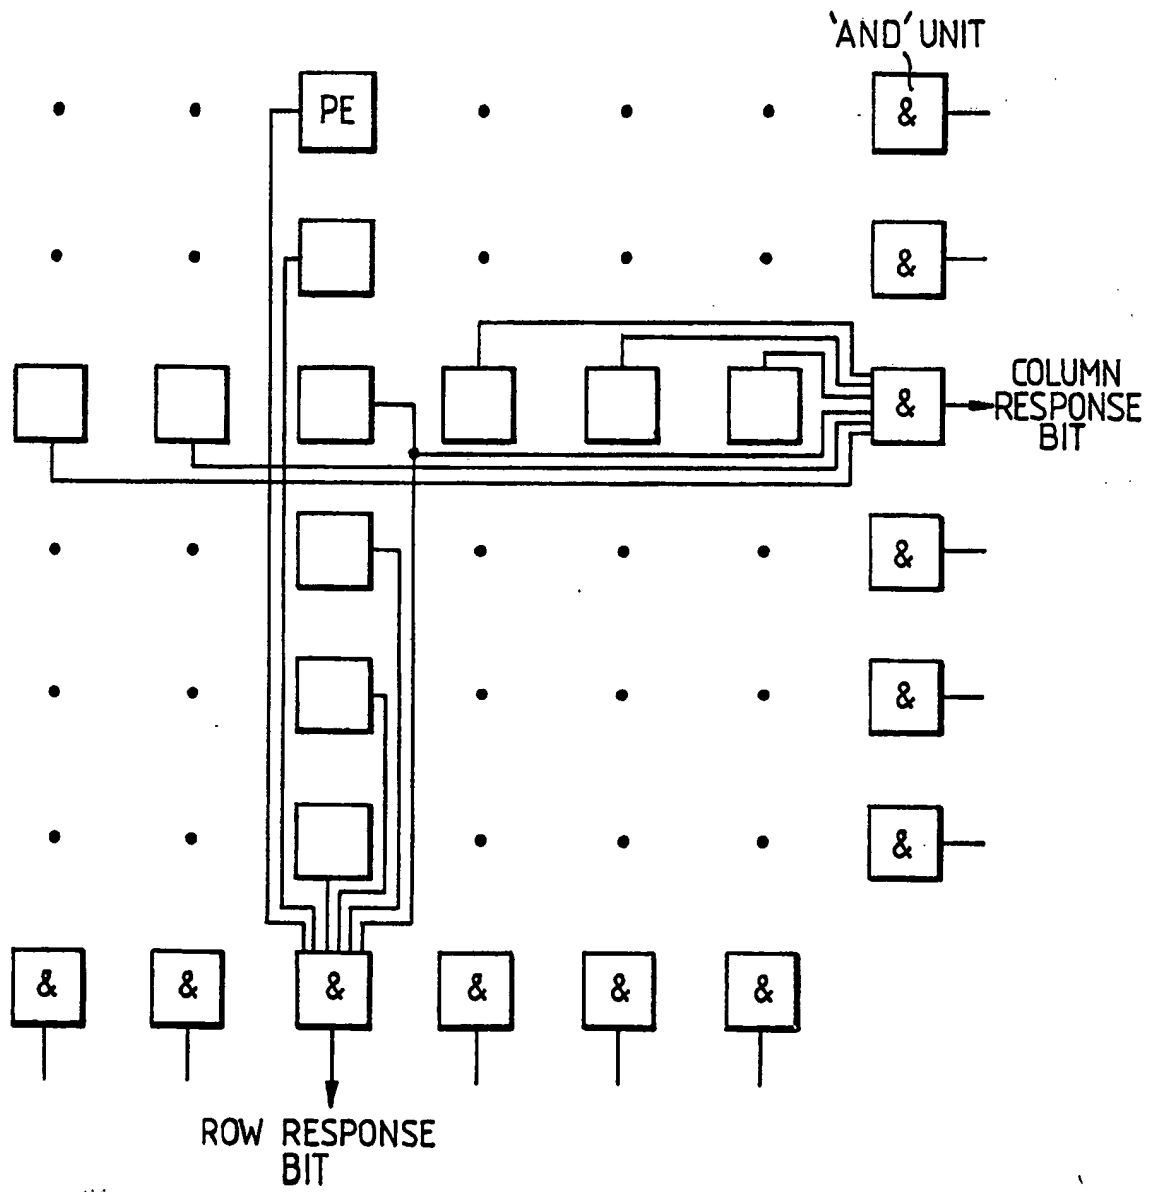 'AND' UNIT
PE
&
&
&
COLUMN
RESPONSE
BIT
&
&
&
& & & & & &
ROW RESPONSE
BIT